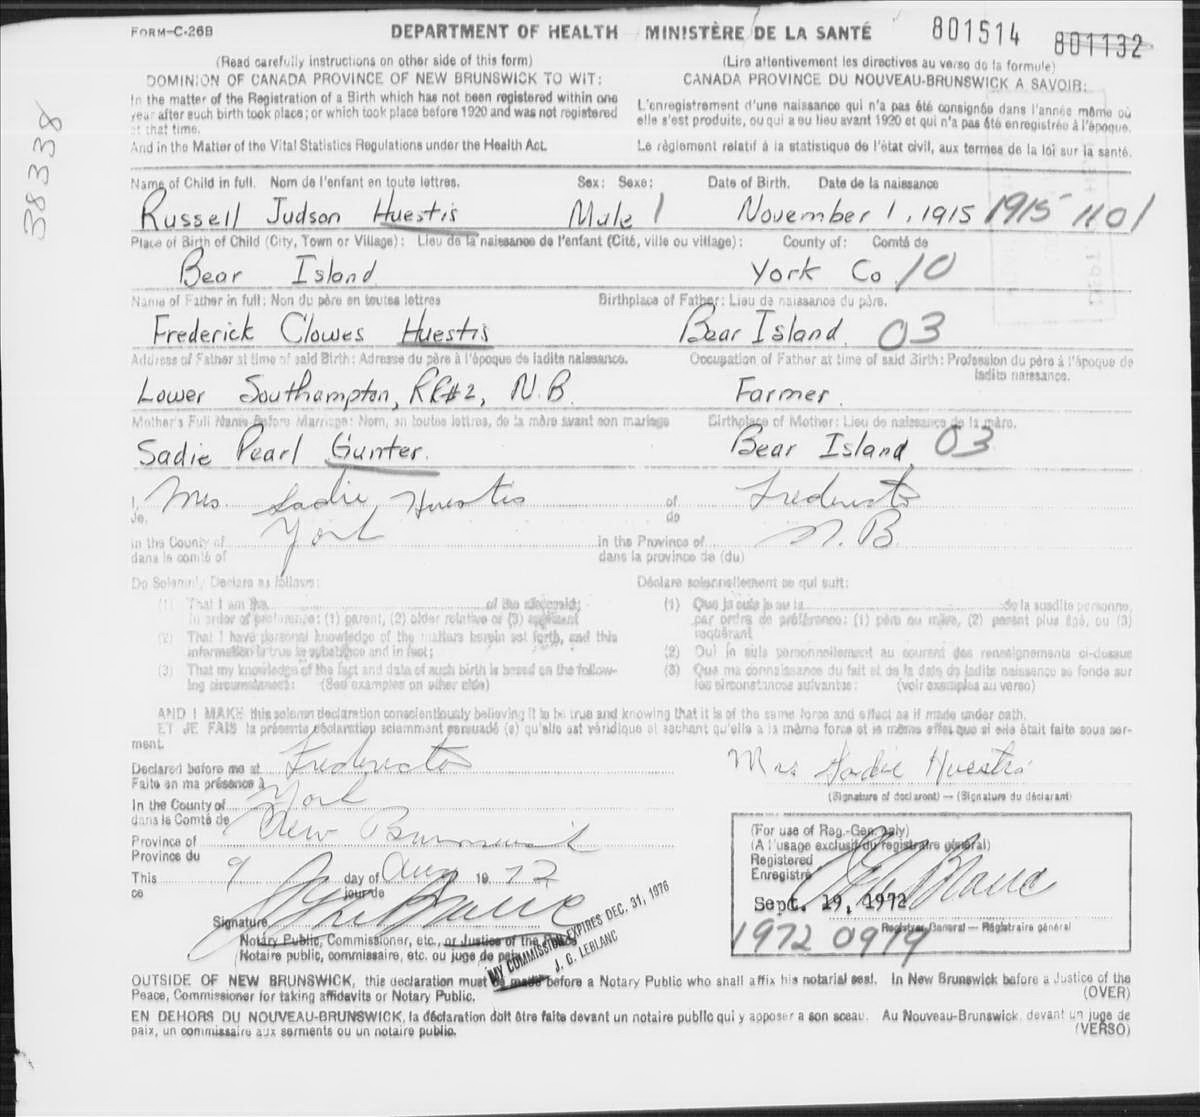 FORM-C-26B
DEPARTMENT OF HEALTH MINISTÈRE DE LA SANTÉ
801514 801132
38338
(Read carefully instructions on other side of this form)
DOMINION OF CANADA PROVINCE OF NEW BRUNSWICK TO WIT:
In the matter of the Registration of a Birth which has not been registered within one
year after such birth took place; or which took place before 1920 and was not registered
at that time.
And in the Matter of the Vital Statistics Regulations under the Health Act.
(Lire attentivement les directives au verso de la formule)
CANADA PROVINCE DU NOUVEAU-BRUNSWICK A SAVOIR:
L'enregistrement d'une naissance qui n'a pas été consignée dans l'année même où
elle s'est produite, ou qui a eu lieu avant 1920 et qui n'a pas été enregistrée à l'époque.
Le règlement relatif à la statistique de l'état civil, aux termes de la loi sur la santé.
Name of Child in full. Nom de l'enfant en toute lettres. Sex: Sexe: Date of Birth. Date de la naissance
Russell Judson Huestis Male 1 November 1, 1915 1915 1101
Place of Birth of Child (City, Town or Village): Lieu de la naissance de l'enfant (Cité, ville ou village): County of: Comté de
Bear Island York Co 10
Name of Father in full: Non du père en toutes lettres Birthplace of Father: Lieu de naissance du père.
Frederick Clowes Huestis Bear Island. 03
Address of Father at time of said Birth: Adresse du père à l'époque de ladite naissance. Occupation of Father at time of said Birth: Profession du père à l'époque de
ladite naissance.
Lower Southampton, RR#2, N.B. Farmer.
Mother's Full Name Before Marriage: Nom, en toutes lettres, de la mère avant son mariage Birthplace of Mother: Lieu de naissance de la mère.
Sadie Pearl Gunter. Bear Island 03
I, Mrs. Sadie Huestis of Fredericton
Je, de
in the County of York in the Province of N.B.
dans le comté of dans la province de (du)
Do Solemnly Declare as follows:
(1) That I am the of the
in order of preference: (1) parent, (2) older relative or (3) applicant
(2) That I have personal knowledge of the matters herein set forth, and this
information is true in substance and in fact;
(3) That my knowledge of the fact and date of such birth is based on the follow-
ing circumstances: (See examples on other side)
Déclare solennellement ce qui suit:
(1) Que je suis le ou la de la susdite personne,
par ordre de préférence: (1) père ou mère, (2) parent plus âgé, ou (3)
requérant
(2) Qui je suis personnellement au courant des renseignements ci-dessus
(3) Que ma connaissance du fait et de la date de ladite naissance se fonde sur
les circonstances suivantes: (voir exemples au verso)
AND I MAKE this solemn declaration conscientiously believing it to be true and knowing that it is of the same force and effect as if made under oath.
ET JE FAIS la présente déclaration sciemment persuadé (e) qu'elle est véridique et sachant qu'elle a la même force et le même effet que si elle était faite sous ser-
ment.
Declared before me at Fredericton
Faite en ma présence à
In the County of York
dans le Comté de
Province of New Brunswick
Province du
This 9 day of Aug 19 72
ce jour de
Signature
Notary Public, Commissioner, etc., or Justice of the Peace
(Notaire public, commissaire, etc. ou juge de paix
MY COMMISSION EXPIRES DEC. 31, 1976
J. C. LEBLANC
Mrs Sadie Huestis
(Signature of declarant) — (Signature du déclarant)
(For use of Reg.-Gen. only)
(A l'usage exclusif du registraire général)
Registered
Enregistré
Sept. 19, 1972
Registrar General — Régistraire général
1972 0919
OUTSIDE OF NEW BRUNSWICK, this declaration must be made before a Notary Public who shall affix his notarial seal. In New Brunswick before a Justice of the
Peace, Commissioner for taking affidavits or Notary Public.
(OVER)
EN DEHORS DU NOUVEAU-BRUNSWICK, la déclaration doit être faite devant un notaire public qui y apposer a son sceau. Au Nouveau-Brunswick, devant un juge de
paix, un commissaire aux serments ou un notaire public.
(VERSO)